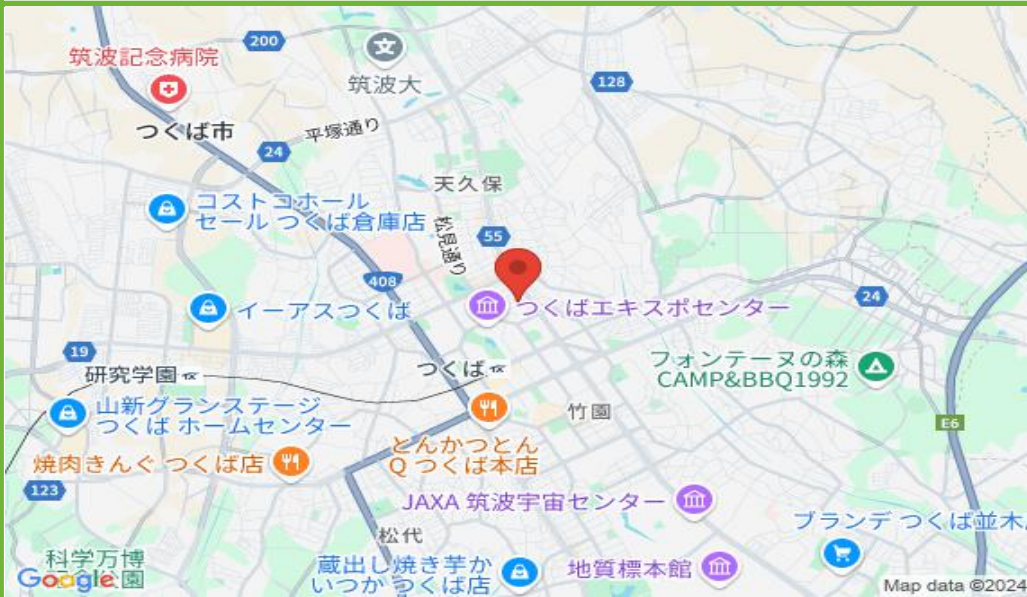 200
筑波記念病院
文
筑波大
128
つくば市
平塚通り
24
天久保
コストコホール
セール つくば倉庫店
松見通り
55
408
イーアスつくば
つくばエキスポセンター
24
19
研究学園
つくば
フォンテーヌの森
CAMP&BBQ1992
山新グランステージ
つくば ホームセンター
竹園
E6
とんかつとん
Q つくば本店
焼肉きんぐ つくば店
123
JAXA 筑波宇宙センター
松代
ブランデ つくば並木
科学万博
園
Google
蔵出し焼き芋か
いつか つくば店
地質標本館
Map data ©2024